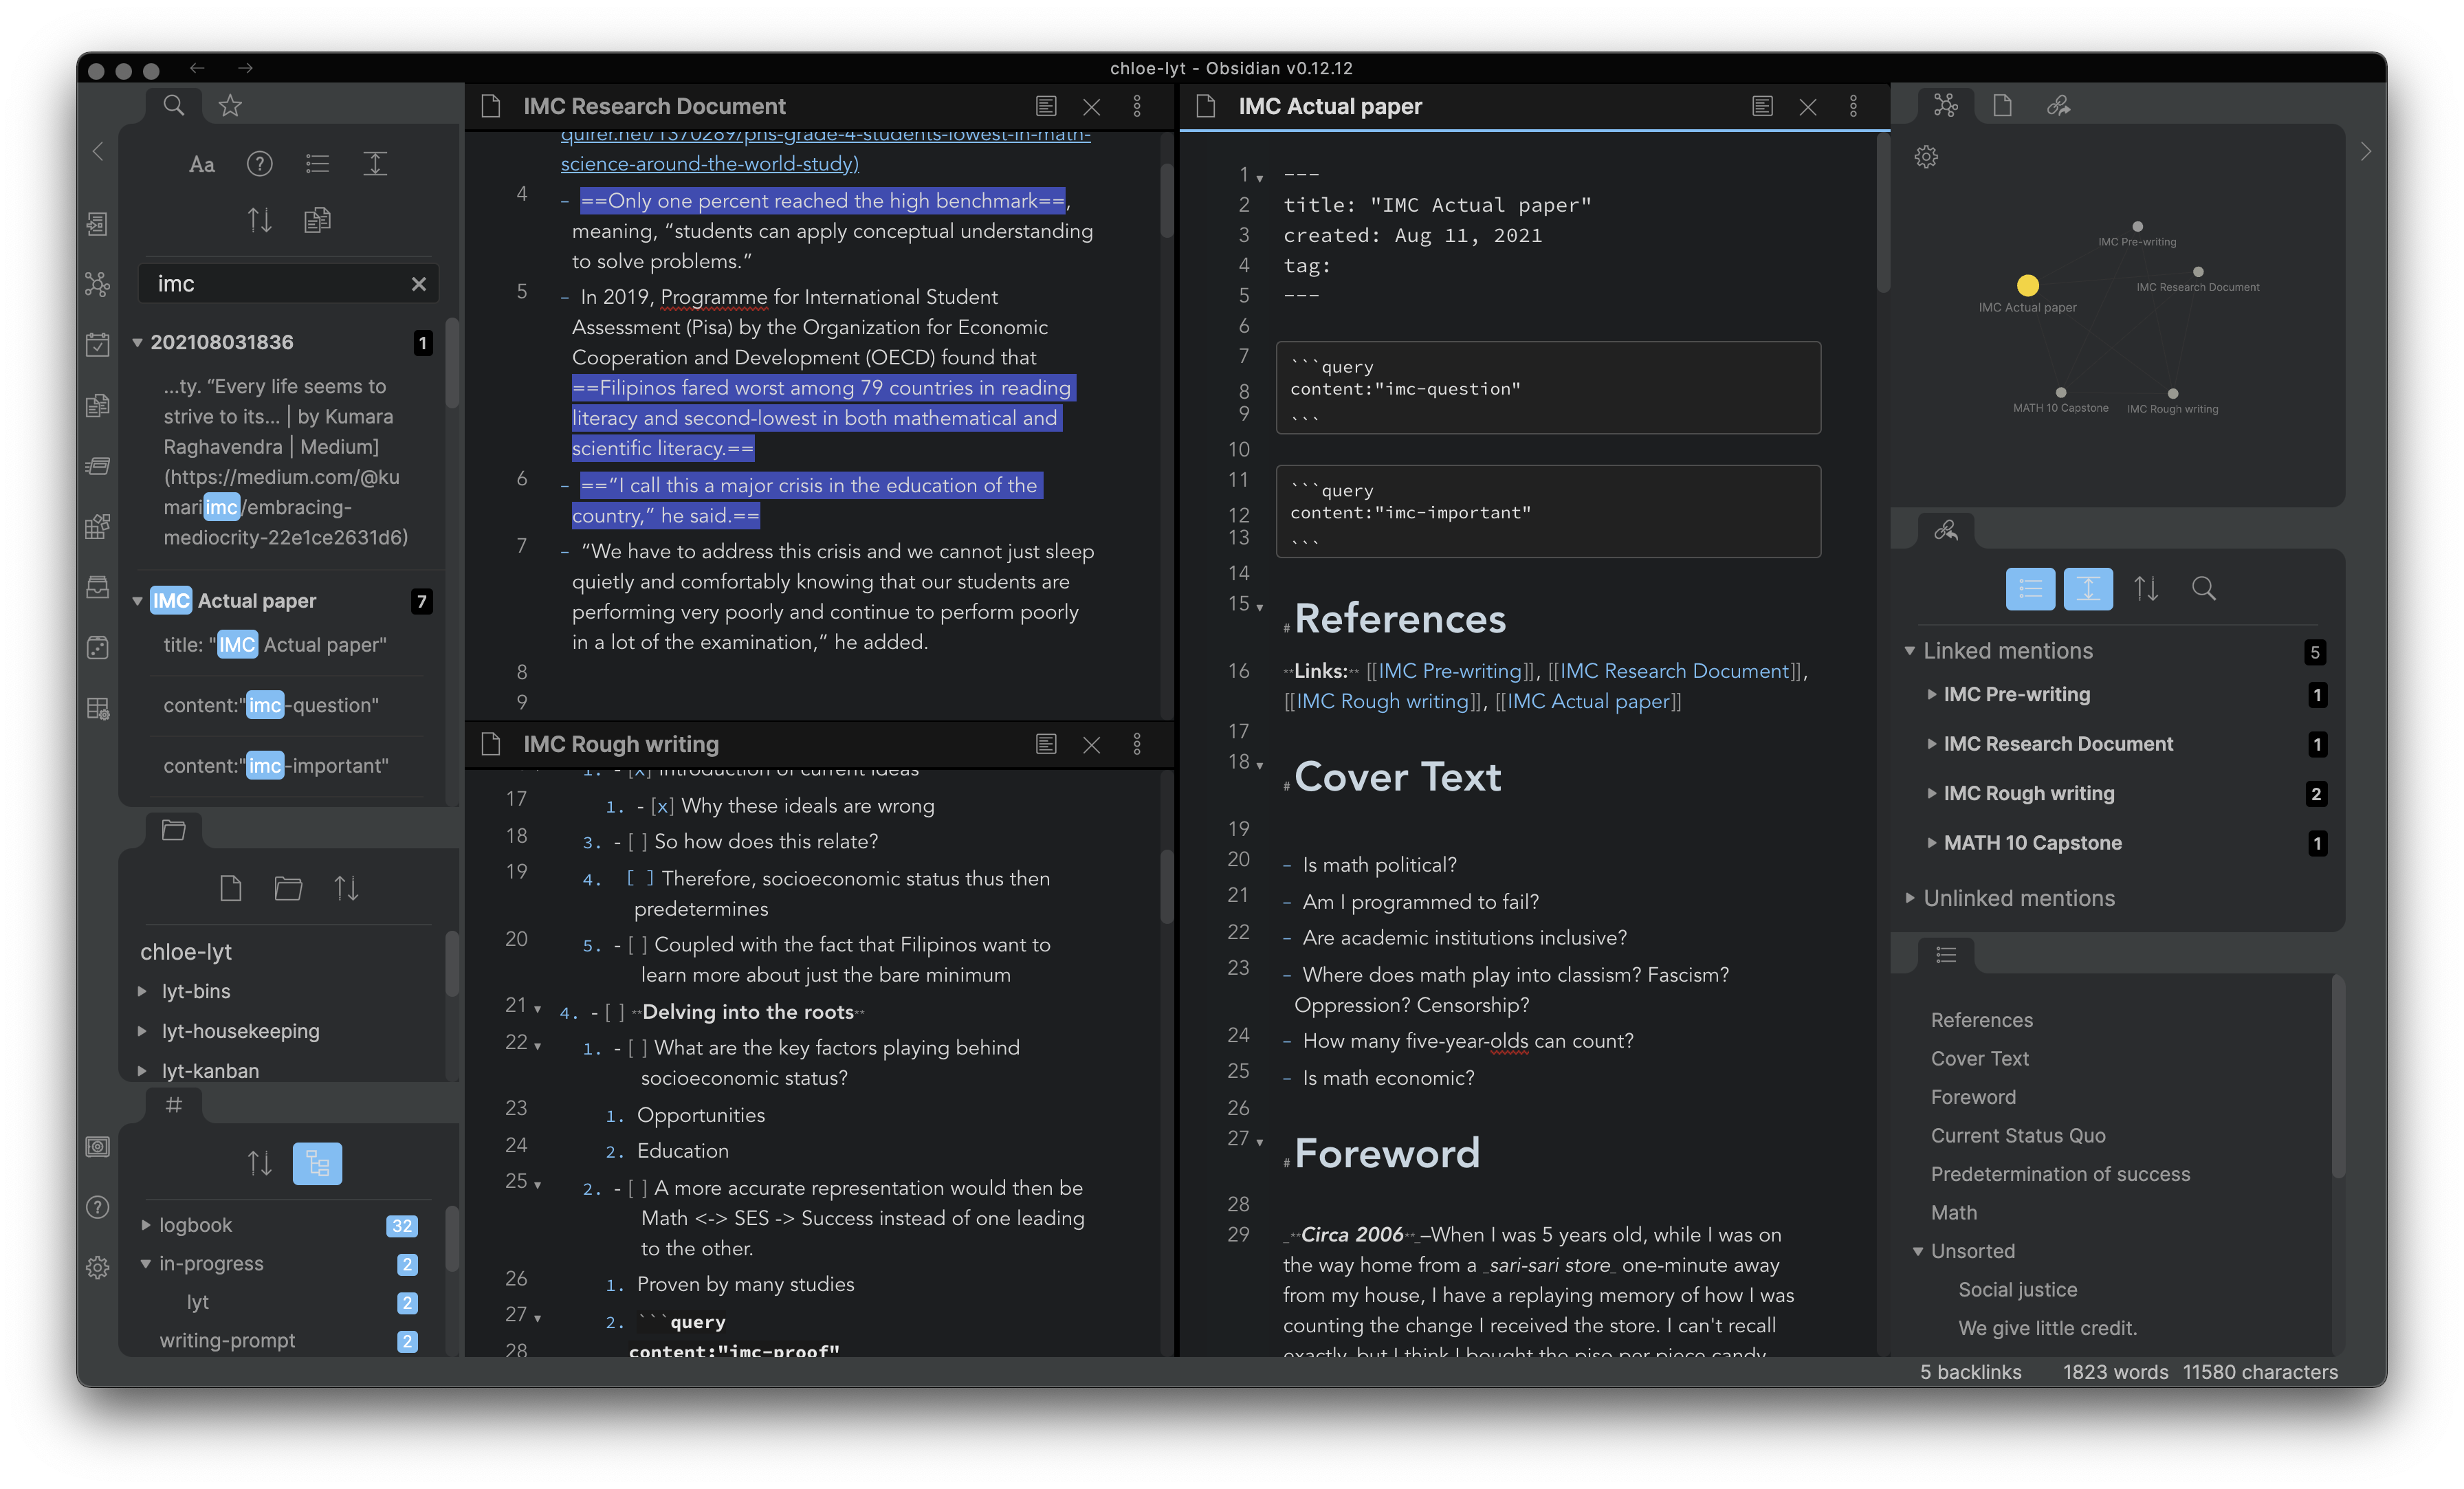 chloe-lyt - Obsidian v0.12.12
Aa
imc
202108031836
1
...ty. “Every life seems to
strive to its... | by Kumara
Raghavendra | Medium]
(https://medium.com/@ku
mariimc/embracing-
mediocrity-22e1ce2631d6)
IMC Actual paper
7
title: "IMC Actual paper"
content:"imc-question"
content:"imc-important"
chloe-lyt
lyt-bins
lyt-housekeeping
lyt-kanban
#
logbook
32
in-progress
2
lyt
2
writing-prompt
2
IMC Research Document
quirer.net/1370269/phs-grade-4-students-lowest-in-math-
science-around-the-world-study)
4 - ==Only one percent reached the high benchmark==,
meaning, “students can apply conceptual understanding
to solve problems.”
5 - In 2019, Programme for International Student
Assessment (Pisa) by the Organization for Economic
Cooperation and Development (OECD) found that
==Filipinos fared worst among 79 countries in reading
literacy and second-lowest in both mathematical and
scientific literacy.==
6 - ==“I call this a major crisis in the education of the
country,” he said.==
7 - “We have to address this crisis and we cannot just sleep
quietly and comfortably knowing that our students are
performing very poorly and continue to perform poorly
in a lot of the examination,” he added.
8
9
IMC Rough writing
1. - [x] Introduction of current ideas
17 1. - [x] Why these ideals are wrong
18 3. - [ ] So how does this relate?
19 4. [ ] Therefore, socioeconomic status thus then
predetermines
20 5. - [ ] Coupled with the fact that Filipinos want to
learn more about just the bare minimum
21 4. - [ ] **Delving into the roots**
22 1. - [ ] What are the key factors playing behind
socioeconomic status?
23 1. Opportunities
24 2. Education
25 2. - [ ] A more accurate representation would then be
Math <-> SES -> Success instead of one leading
to the other.
26 1. Proven by many studies
27 2. ```query
28 content:"imc-proof"
IMC Actual paper
1 ---
2 title: "IMC Actual paper"
3 created: Aug 11, 2021
4 tag:
5 ---
6
7 ```query
8 content:"imc-question"
9 ```
10
11 ```query
12 content:"imc-important"
13 ```
14
15 # References
16 **Links:** [[IMC Pre-writing]], [[IMC Research Document]],
[[IMC Rough writing]], [[IMC Actual paper]]
17
18 # Cover Text
19
20 - Is math political?
21 - Am I programmed to fail?
22 - Are academic institutions inclusive?
23 - Where does math play into classism? Fascism?
Oppression? Censorship?
24 - How many five-year-olds can count?
25 - Is math economic?
26
27 # Foreword
28
29 _**Circa 2006**_–When I was 5 years old, while I was on
the way home from a _sari-sari store_ one-minute away
from my house, I have a replaying memory of how I was
counting the change I received the store. I can't recall
exactly, but I think I bought the piso per piece candy
IMC Pre-writing
IMC Research Document
IMC Actual paper
MATH 10 Capstone
IMC Rough writing
Linked mentions
5
IMC Pre-writing
1
IMC Research Document
1
IMC Rough writing
2
MATH 10 Capstone
1
Unlinked mentions
References
Cover Text
Foreword
Current Status Quo
Predetermination of success
Math
Unsorted
Social justice
We give little credit.
5 backlinks 1823 words 11580 characters